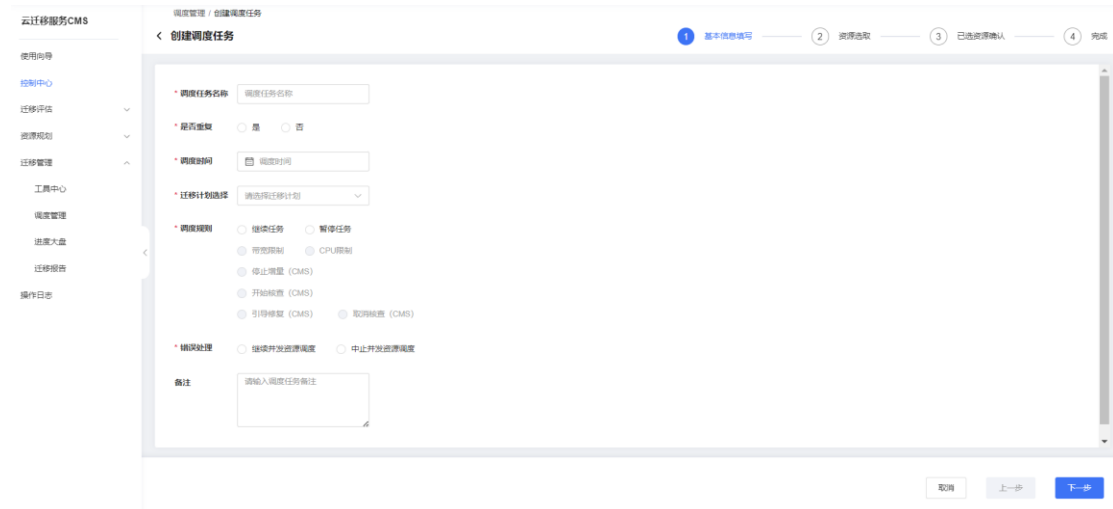 云迁移服务CMS
使用向导
控制中心
迁移评估
资源规划
迁移管理
工具中心
调度管理
进度大盘
迁移报告
操作日志
调度管理 / 创建调度任务
创建调度任务
1 基本信息填写 2 资源选取 3 已选资源确认 4 完成
* 调度任务名称 调度任务名称
* 是否重复 是 否
* 调度时间 调度时间
* 迁移计划选择 请选择迁移计划
* 调度规则 继续任务 暂停任务
带宽限制 CPU限制
停止增量 (CMS)
开始核查 (CMS)
引导修复 (CMS) 取消核查 (CMS)
* 错误处理 继续并发资源调度 中止并发资源调度
备注 请输入调度任务备注
取消 上一步 下一步